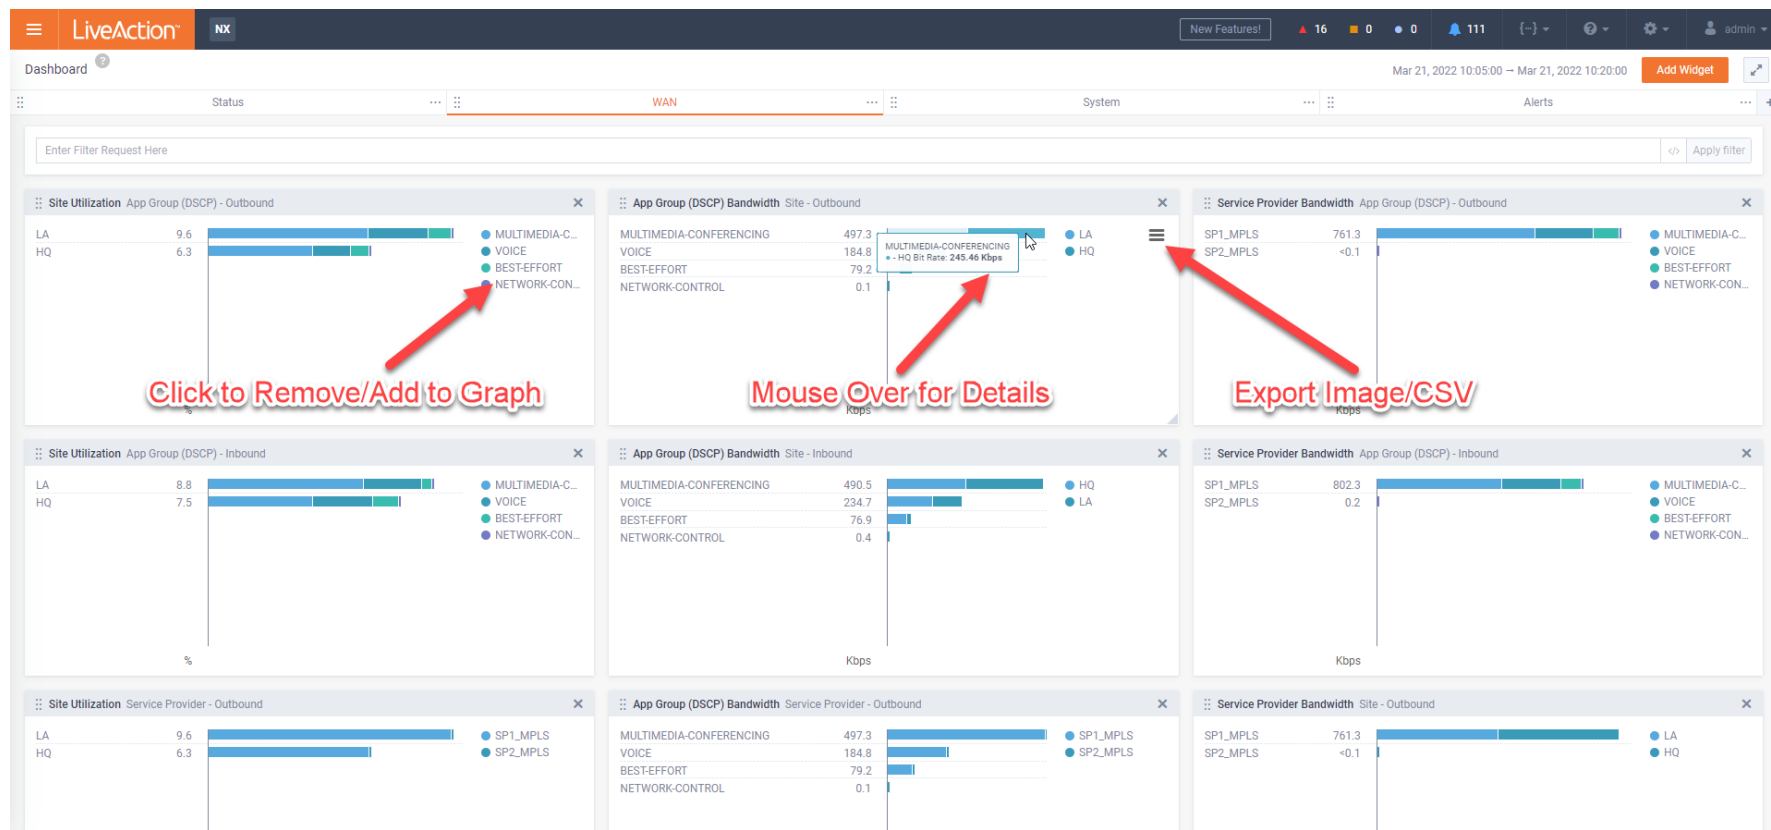 LiveAction™ NX New Features! 16 0 0 111 {···} admin
Dashboard Mar 21, 2022 10:05:00 → Mar 21, 2022 10:20:00 Add Widget
Status WAN System Alerts
Enter Filter Request Here </> Apply filter
Site Utilization App Group (DSCP) - Outbound
LA 9.6
HQ 6.3
MULTIMEDIA-C...
VOICE
BEST-EFFORT
NETWORK-CON...
Click to Remove/Add to Graph
%
App Group (DSCP) Bandwidth Site - Outbound
MULTIMEDIA-CONFERENCING 497.3
VOICE 184.8
BEST-EFFORT 79.2
NETWORK-CONTROL 0.1
MULTIMEDIA-CONFERENCING
- HQ Bit Rate: 245.46 Kbps
LA
HQ
Mouse Over for Details
Kbps
Service Provider Bandwidth App Group (DSCP) - Outbound
SP1_MPLS 761.3
SP2_MPLS <0.1
MULTIMEDIA-C...
VOICE
BEST-EFFORT
NETWORK-CON...
Export Image/CSV
Kbps
Site Utilization App Group (DSCP) - Inbound
LA 8.8
HQ 7.5
MULTIMEDIA-C...
VOICE
BEST-EFFORT
NETWORK-CON...
%
App Group (DSCP) Bandwidth Site - Inbound
MULTIMEDIA-CONFERENCING 490.5
VOICE 234.7
BEST-EFFORT 76.9
NETWORK-CONTROL 0.4
HQ
LA
Kbps
Service Provider Bandwidth App Group (DSCP) - Inbound
SP1_MPLS 802.3
SP2_MPLS 0.2
MULTIMEDIA-C...
VOICE
BEST-EFFORT
NETWORK-CON...
Kbps
Site Utilization Service Provider - Outbound
LA 9.6
HQ 6.3
SP1_MPLS
SP2_MPLS
App Group (DSCP) Bandwidth Service Provider - Outbound
MULTIMEDIA-CONFERENCING 497.3
VOICE 184.8
BEST-EFFORT 79.2
NETWORK-CONTROL 0.1
SP1_MPLS
SP2_MPLS
Service Provider Bandwidth Site - Outbound
SP1_MPLS 761.3
SP2_MPLS <0.1
LA
HQ